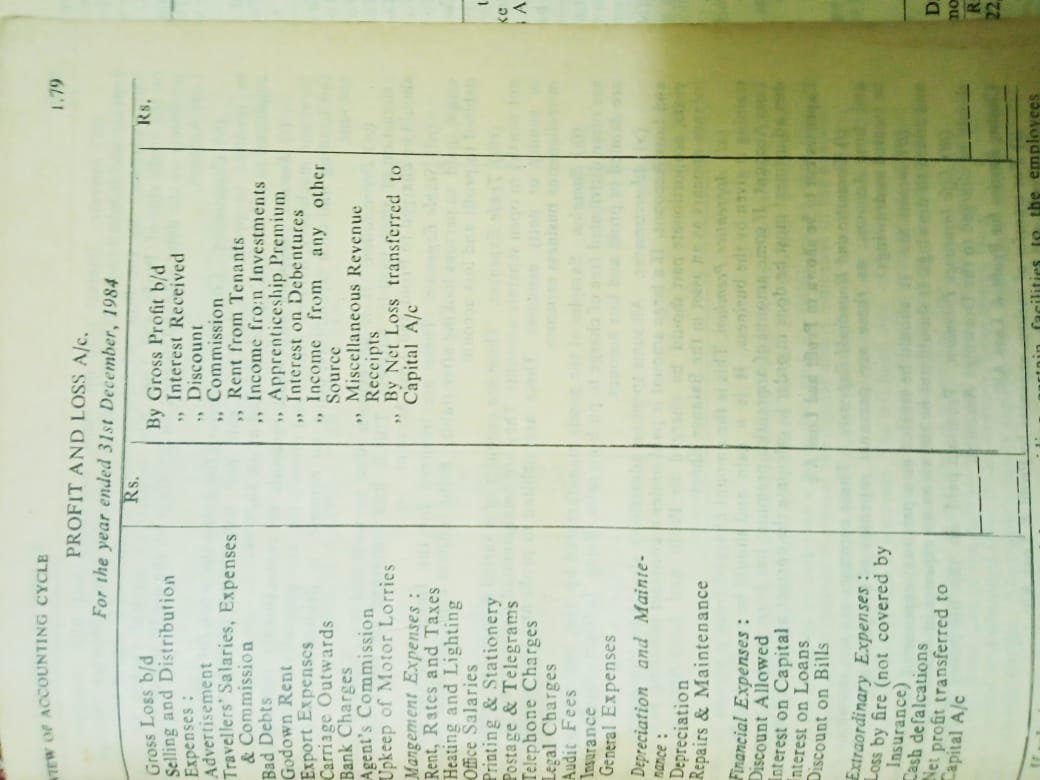 VIEW OF ACCOUNTING CYCLE 1.79
PROFIT AND LOSS A/c.
For the year ended 31st December, 1984
Rs.
Gross Loss b/d
Selling and Distribution
Expenses :
Advertisement
Travellers' Salaries, Expenses
& Commission
Bad Debts
Godown Rent
Export Expenses
Carriage Outwards
Bank Charges
Agent's Commission
Upkeep of Motor Lorries
Mangement Expenses :
Rent, Rates and Taxes
Heating and Lighting
Office Salaries
Printing & Stationery
Postage & Telegrams
Telephone Charges
Legal Charges
Audit Fees
Insurance
General Expenses
Depreciation and Mainte-
nance :
Depreciation
Repairs & Maintenance
Financial Expenses :
Discount Allowed
Interest on Capital
Interest on Loans
Discount on Bills
Extraordinary Expenses :
Loss by fire (not covered by
Insurance)
Cash defalcations
et profit transferred to
Capital A/c
Rs.
By Gross Profit b/d
,, Interest Received
,, Discount
,, Commission
,, Rent from Tenants
,, Income from Investments
,, Apprenticeship Premium
,, Interest on Debentures
,, Income from any other
Source
,, Miscellaneous Revenue
Receipts
,, By Net Loss transferred to
Capital A/c
facilities to the employees